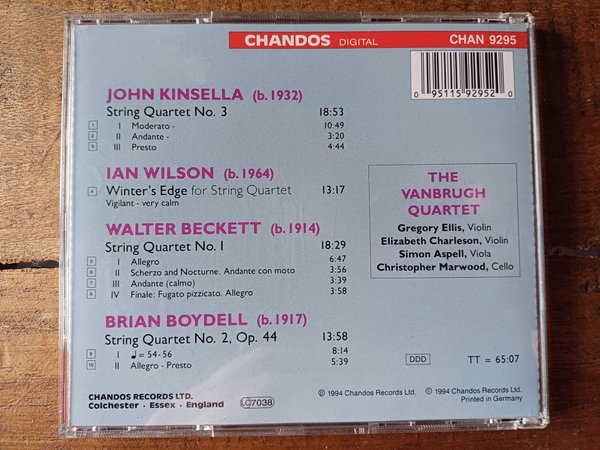 CHANDOS DIGITAL CHAN 9295
0 95115 92952 0
JOHN KINSELLA (b.1932)
String Quartet No. 3 18:53
1 I Moderato - 10:49
2 II Andante - 3:20
3 III Presto 4:44
IAN WILSON (b.1964)
4 Winter's Edge for String Quartet 13:17
Vigilant - very calm
WALTER BECKETT (b.1914)
String Quartet No. 1 18:29
5 I Allegro 6:47
6 II Scherzo and Nocturne. Andante con moto 3:56
7 III Andante (calmo) 3:39
8 IV Finale: Fugato pizzicato. Allegro 3:58
BRIAN BOYDELL (b.1917)
String Quartet No. 2, Op. 44 13:58
9 I ♩= 54-56 8:14
10 II Allegro - Presto 5:39
THE
VANBRUGH
QUARTET
Gregory Ellis, Violin
Elizabeth Charleson, Violin
Simon Aspell, Viola
Christopher Marwood, Cello
DDD TT = 65:07
CHANDOS RECORDS LTD.
Colchester · Essex · England
LC7038
℗ 1994 Chandos Records Ltd.
© 1994 Chandos Records Ltd.
Printed in Germany